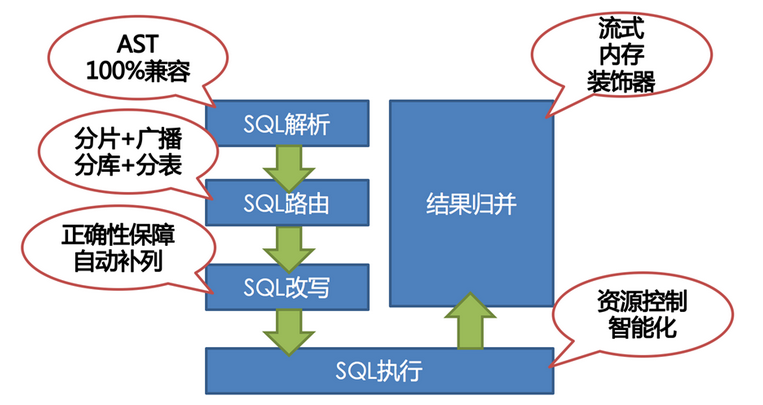 AST
100%兼容
SQL解析
分片+广播
分库+分表
SQL路由
正确性保障
自动补列
SQL改写
SQL执行
资源控制
智能化
结果归并
流式
内存
装饰器